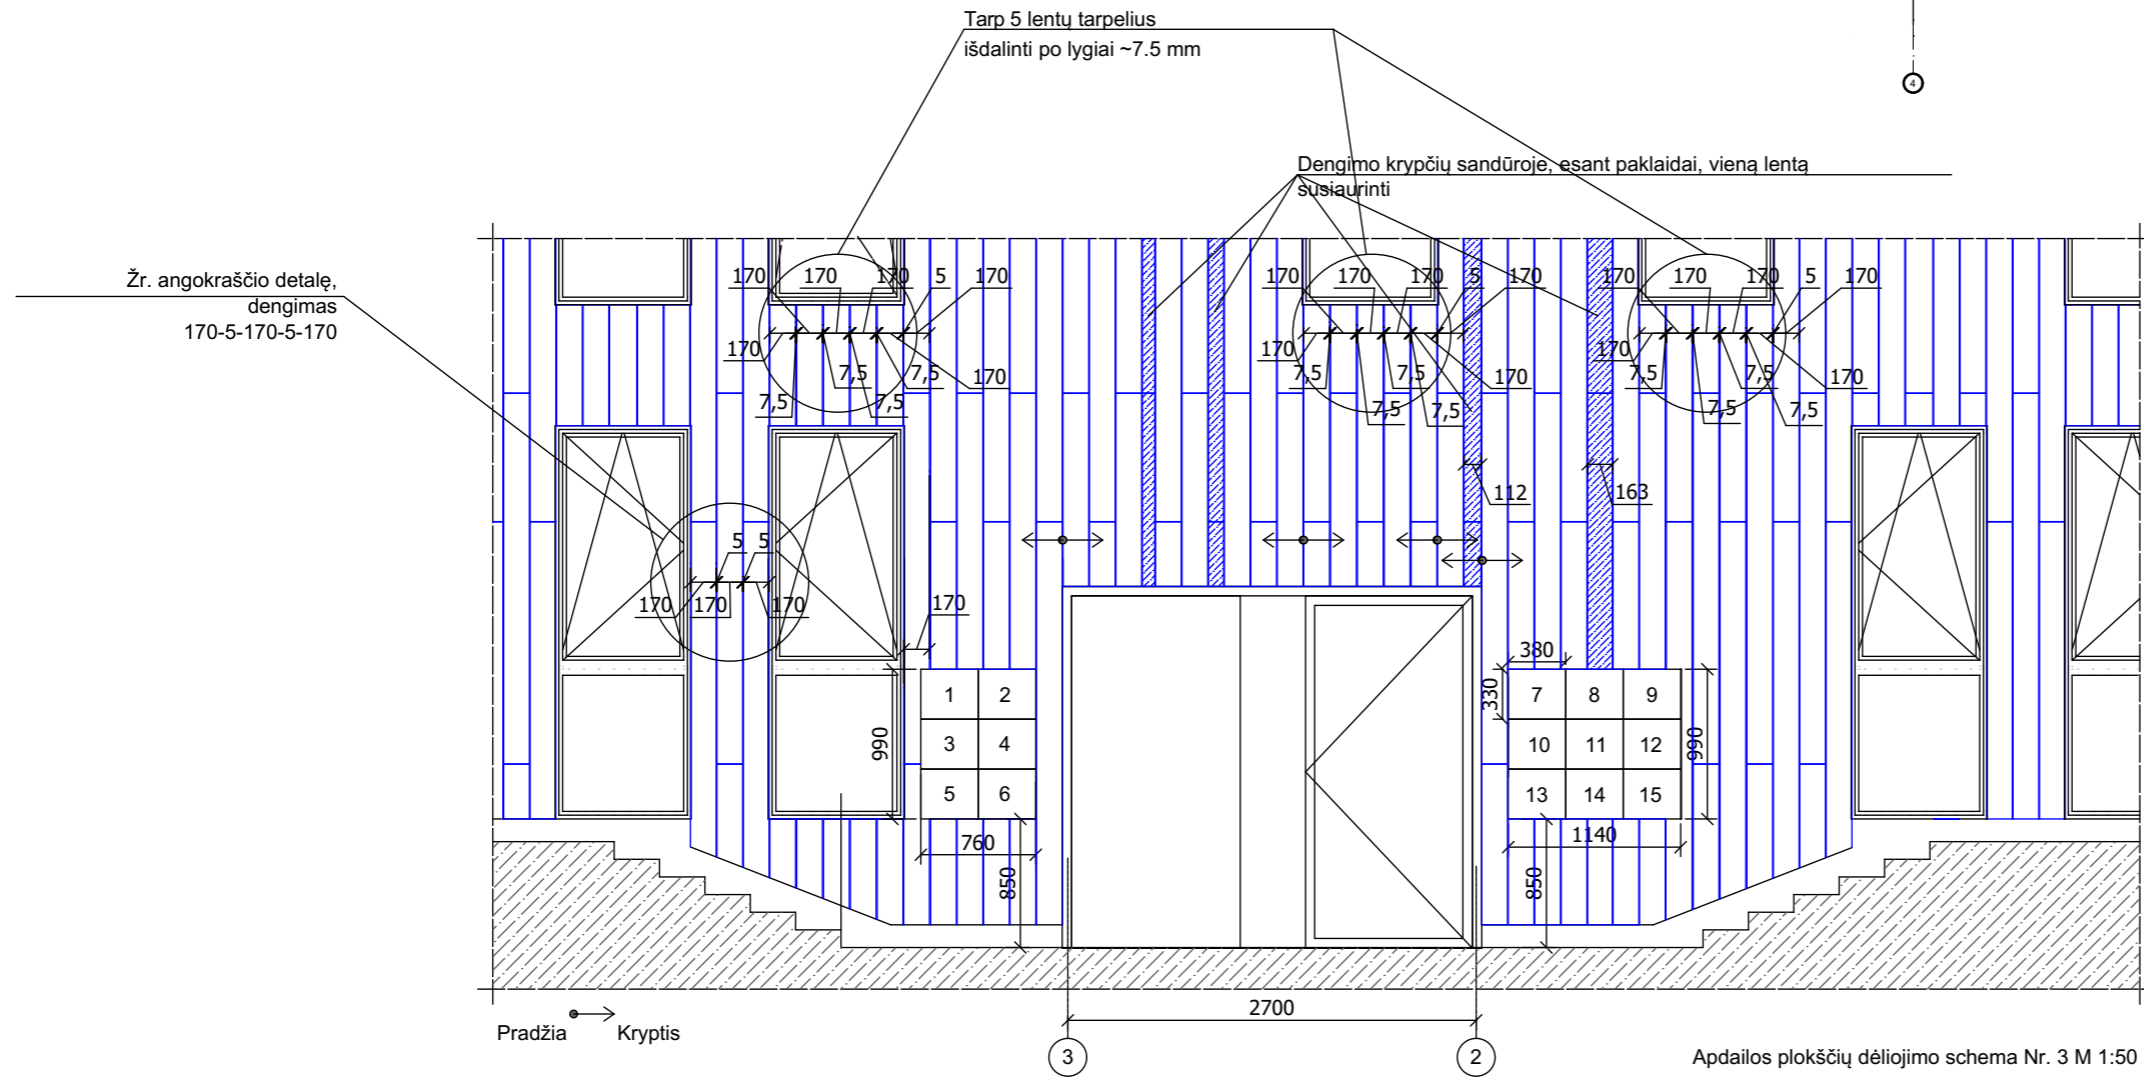 Tarp 5 lentų tarpelius
išdalinti po lygiai ~7.5 mm
4
Dengimo krypčių sandūroje, esant paklaidai, vieną lentą
susiaurinti
Žr. angokraščio detalę,
dengimas
170-5-170-5-170
170 170 170 5 170
170 170 170 5 170
170 170 170 5 170
170 7,5 7,5 170
7,5 7,5
170 7,5 7,5 170
7,5 7,5
170 7,5 7,5 170
7,5 7,5
112 163
5 5
170 170 170
170
380
330
990
1 2
3 4
5 6
760
850
7 8 9
10 11 12
13 14 15
990
1140
850
2700
Pradžia Kryptis
3 2
Apdailos plokščių dėliojimo schema Nr. 3 M 1:50